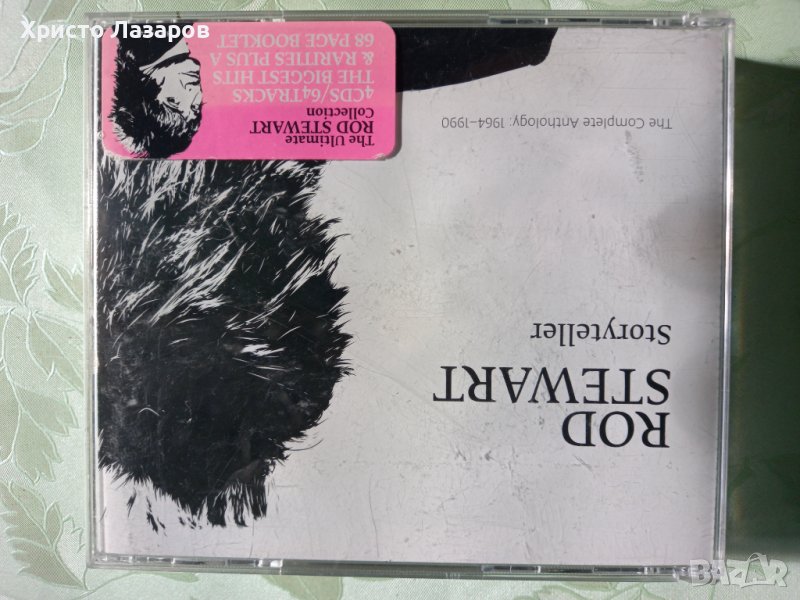 Христо Лазаров
ROD
STEWART
Storyteller
The Complete Anthology: 1964–1990
The Ultimate
ROD STEWART
Collection
4CDS/64TRACKS
THE BIGGEST HITS
& RARITIES PLUS A
68 PAGE BOOKLET
BAZAR